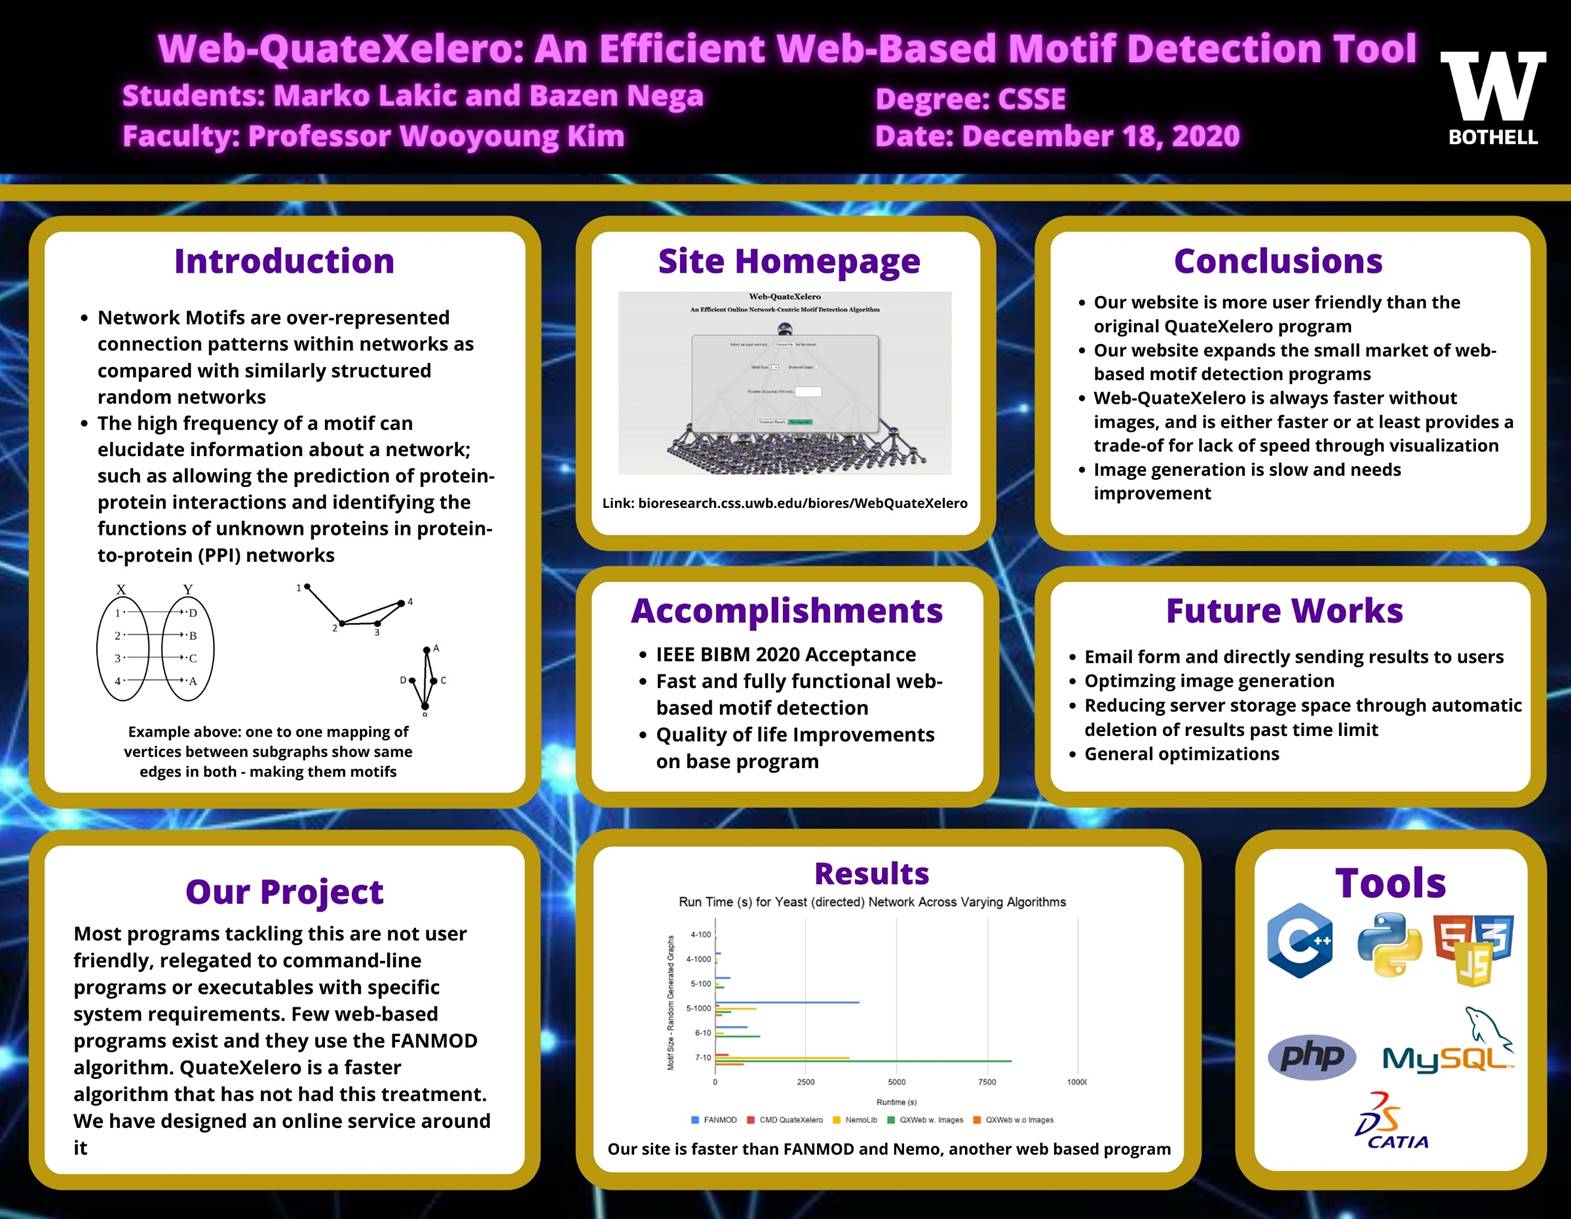 Web-QuateXelero: An Efficient Web-Based Motif Detection Tool
Students: Marko Lakic and Bazen Nega
Faculty: Professor Wooyoung Kim
Degree: CSSE
Date: December 18, 2020
W
BOTHELL
Introduction
• Network Motifs are over-represented
connection patterns within networks as
compared with similarly structured
random networks
• The high frequency of a motif can
elucidate information about a network;
such as allowing the prediction of protein-
protein interactions and identifying the
functions of unknown proteins in protein-
to-protein (PPI) networks
X Y
1 D
2 B
3 C
4 A
1
2
3
4
A
D
C
B
Example above: one to one mapping of
vertices between subgraphs show same
edges in both - making them motifs
Our Project
Most programs tackling this are not user
friendly, relegated to command-line
programs or executables with specific
system requirements. Few web-based
programs exist and they use the FANMOD
algorithm. QuateXelero is a faster
algorithm that has not had this treatment.
We have designed an online service around
it
Site Homepage
Web-QuateXelero
An Efficient Online Network-Centric Motif Detection Algorithm
Link: bioresearch.css.uwb.edu/biores/WebQuateXelero
Accomplishments
• IEEE BIBM 2020 Acceptance
• Fast and fully functional web-
based motif detection
• Quality of life Improvements
on base program
Conclusions
• Our website is more user friendly than the
original QuateXelero program
• Our website expands the small market of web-
based motif detection programs
• Web-QuateXelero is always faster without
images, and is either faster or at least provides a
trade-of for lack of speed through visualization
• Image generation is slow and needs
improvement
Future Works
• Email form and directly sending results to users
• Optimzing image generation
• Reducing server storage space through automatic
deletion of results past time limit
• General optimizations
Results
Run Time (s) for Yeast (directed) Network Across Varying Algorithms
Motif Size - Random Generated Graphs
4-100
4-1000
5-100
5-1000
6-10
7-10
0 2500 5000 7500 10000
Runtime (s)
FANMOD CMD QuateXelero NemoLib QXWeb w. Images QXWeb w.o Images
Our site is faster than FANMOD and Nemo, another web based program
Tools
C++
5 3
JS
php
MySQL
DS
CATIA